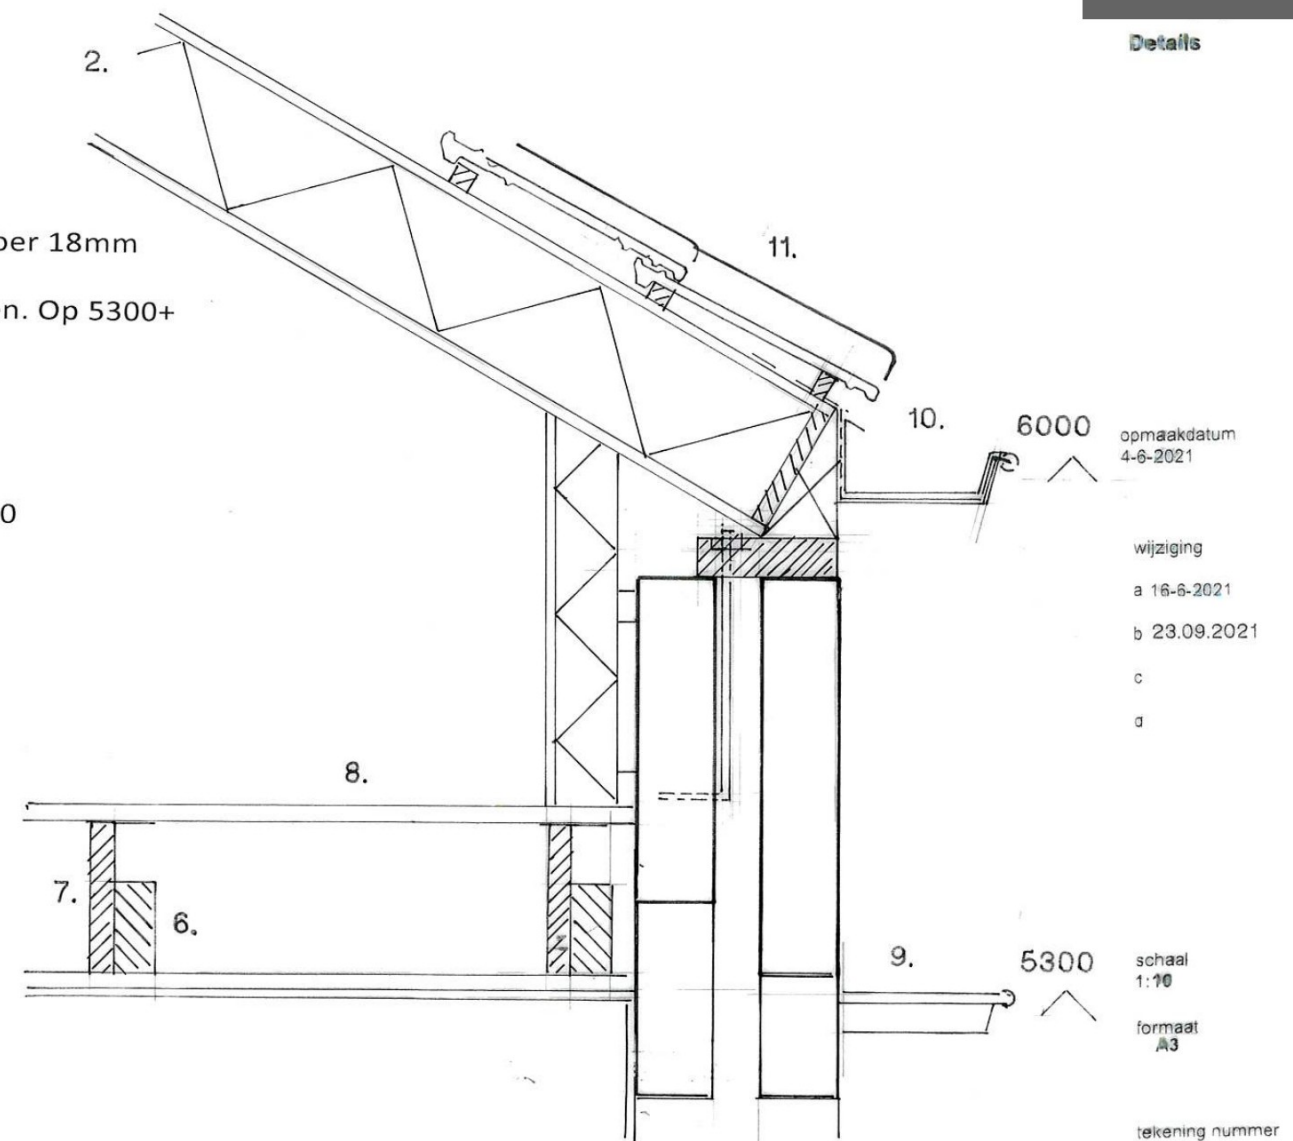 Details
2.
per 18mm
11.
n. Op 5300+
10.
6000
opmaakdatum
4-6-2021
0
wijziging
a 16-6-2021
b 23.09.2021
c
d
8.
7.
6.
9.
5300
schaal
1:10
formaat
A3
tekening nummer